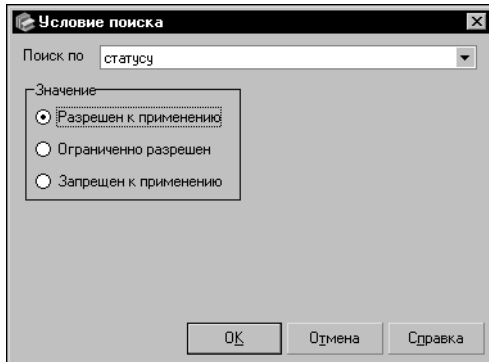 Условие поиска
Поиск по статусу
Значение
Разрешен к применению
Ограниченно разрешен
Запрещен к применению
OK Отмена Справка